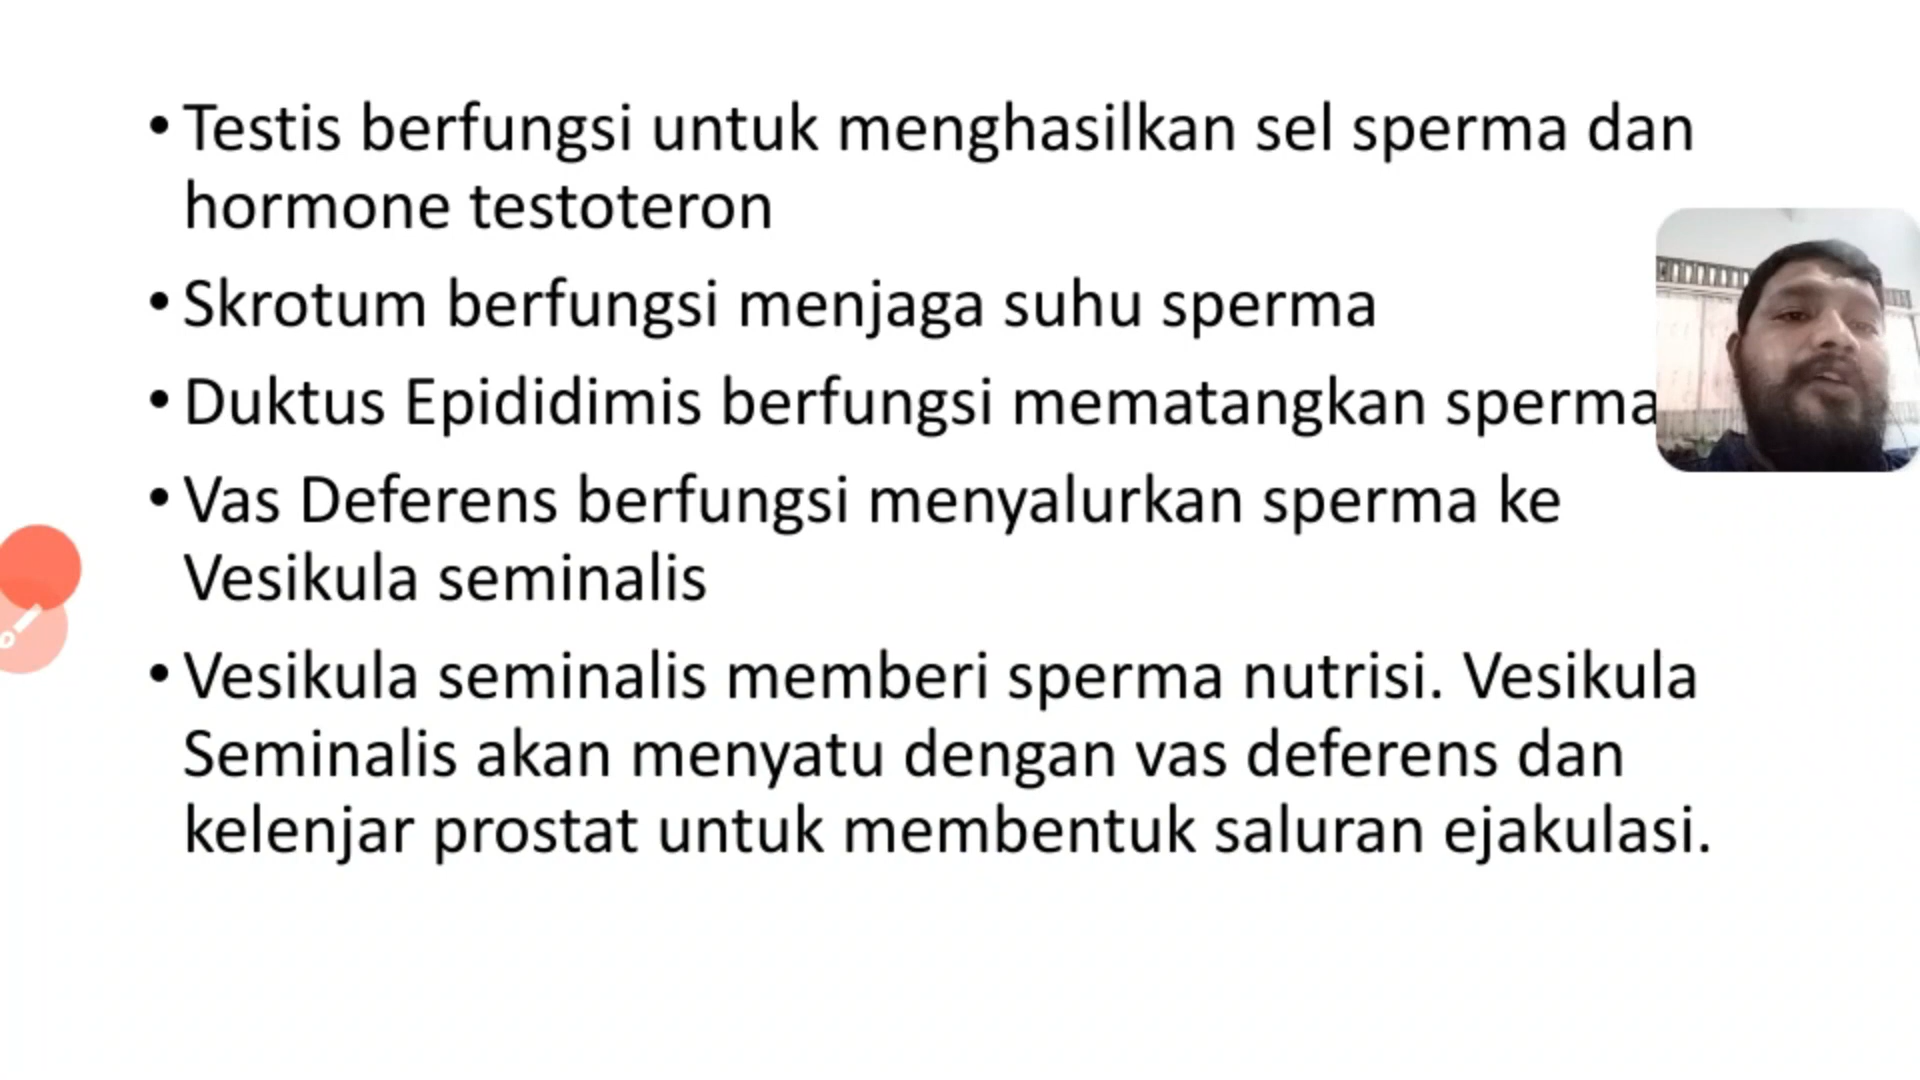 • Testis berfungsi untuk menghasilkan sel sperma dan
hormone testoteron
• Skrotum berfungsi menjaga suhu sperma
• Duktus Epididimis berfungsi mematangkan sperma
• Vas Deferens berfungsi menyalurkan sperma ke
Vesikula seminalis
• Vesikula seminalis memberi sperma nutrisi. Vesikula
Seminalis akan menyatu dengan vas deferens dan
kelenjar prostat untuk membentuk saluran ejakulasi.